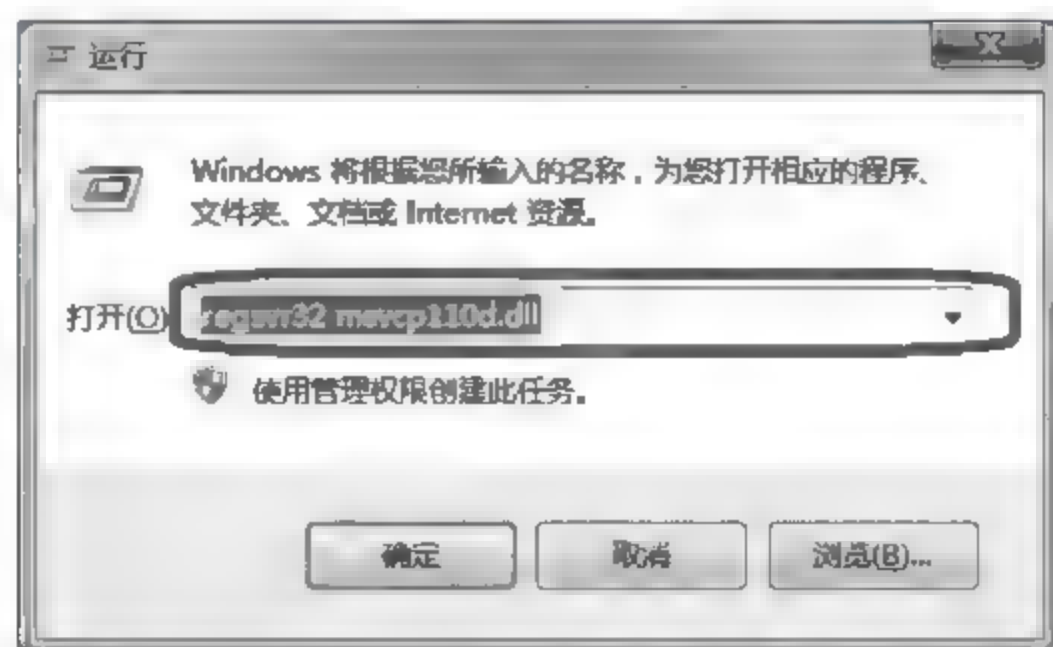 运行
Windows 将根据您所输入的名称，为您打开相应的程序、
文件夹、文档或 Internet 资源。
打开(O) regsvr32 msvcp110d.dll
使用管理权限创建此任务。
确定 取消 浏览(B)...